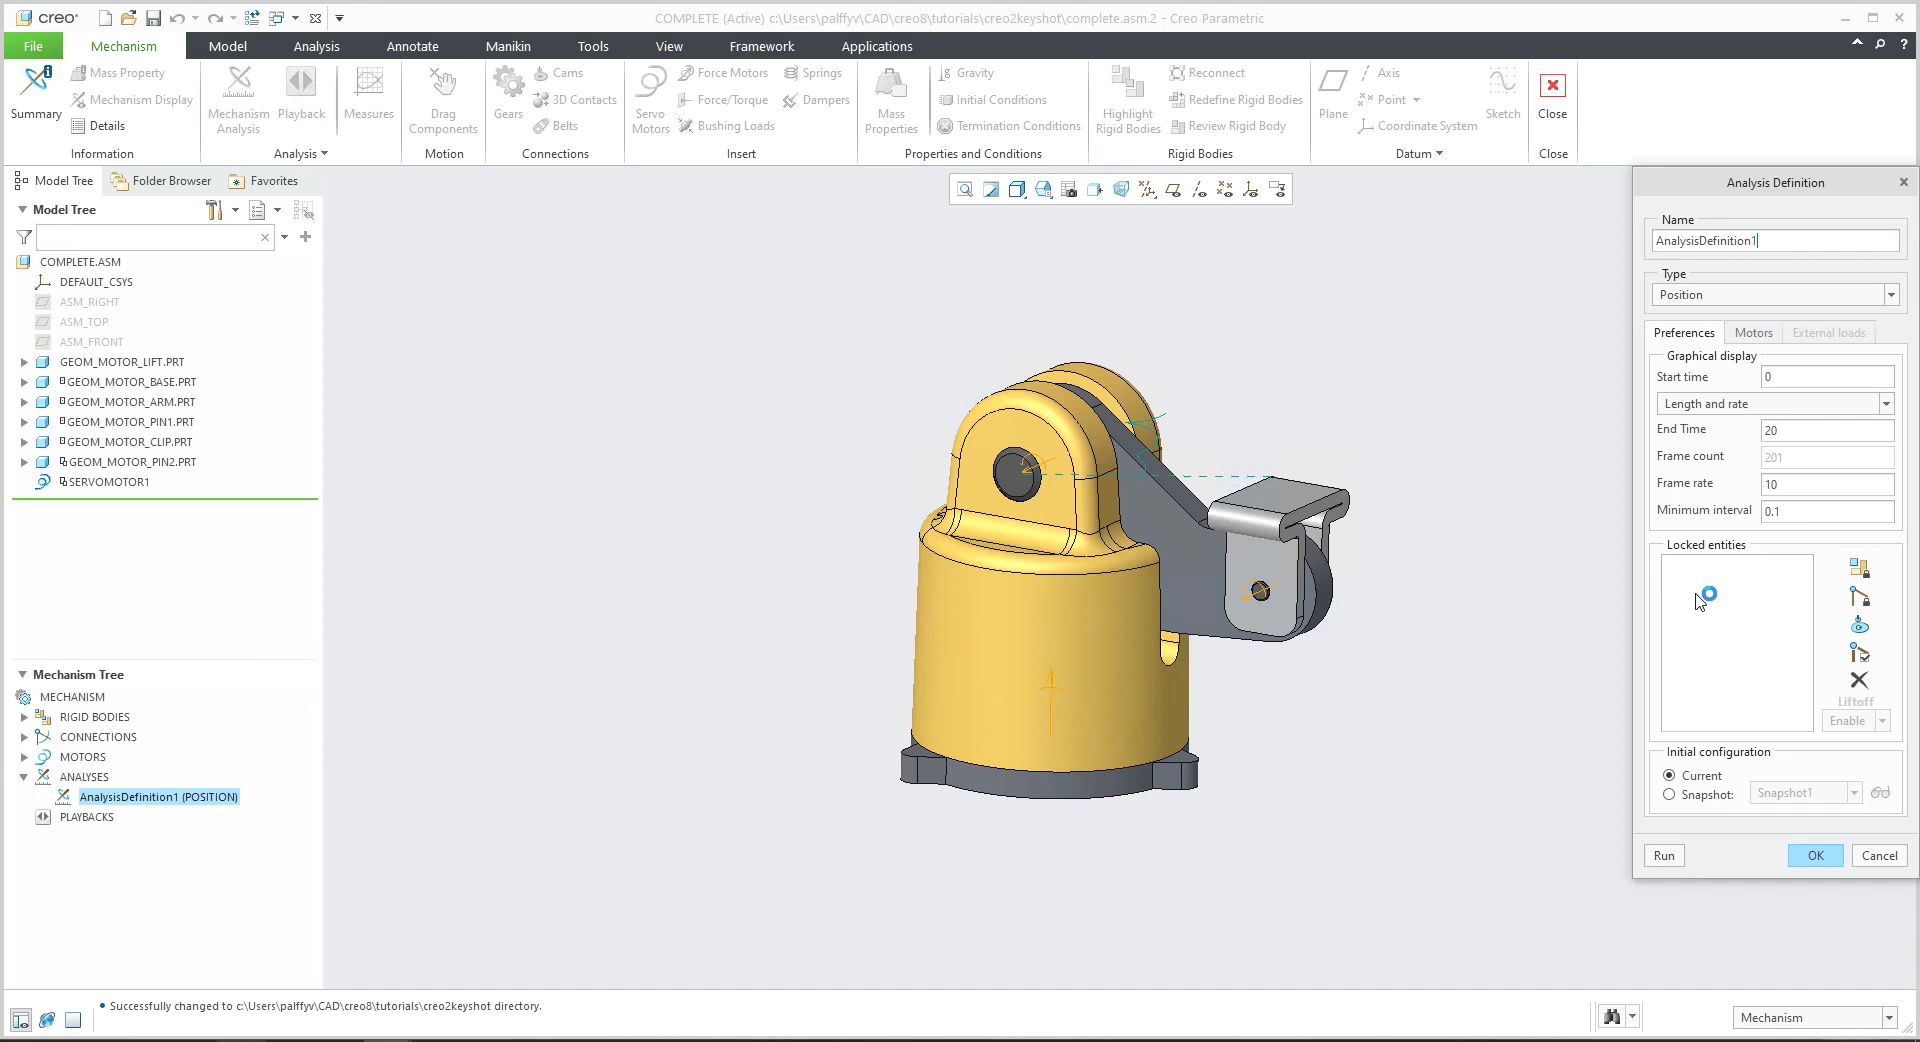 creo
COMPLETE (Active) c:\Users\palffyv\CAD\creo8\tutorials\creo2keyshot\complete.asm.2 - Creo Parametric
File Mechanism Model Analysis Annotate Manikin Tools View Framework Applications
Summary
Mass Property
Mechanism Display
Details
Information
Mechanism Analysis
Playback
Measures
Analysis
Drag Components
Motion
Gears
Cams
3D Contacts
Belts
Connections
Servo Motors
Force Motors
Force/Torque
Bushing Loads
Springs
Dampers
Insert
Mass Properties
Gravity
Initial Conditions
Termination Conditions
Properties and Conditions
Highlight Rigid Bodies
Reconnect
Redefine Rigid Bodies
Review Rigid Body
Rigid Bodies
Plane
Axis
Point
Coordinate System
Sketch
Datum
Close
Close
Model Tree Folder Browser Favorites
Model Tree
COMPLETE.ASM
DEFAULT_CSYS
ASM_RIGHT
ASM_TOP
ASM_FRONT
GEOM_MOTOR_LIFT.PRT
GEOM_MOTOR_BASE.PRT
GEOM_MOTOR_ARM.PRT
GEOM_MOTOR_PIN1.PRT
GEOM_MOTOR_CLIP.PRT
GEOM_MOTOR_PIN2.PRT
SERVOMOTOR1
Mechanism Tree
MECHANISM
RIGID BODIES
CONNECTIONS
MOTORS
ANALYSES
AnalysisDefinition1 (POSITION)
PLAYBACKS
Analysis Definition
Name
AnalysisDefinition1
Type
Position
Preferences Motors External loads
Graphical display
Start time 0
Length and rate
End Time 20
Frame count 201
Frame rate 10
Minimum interval 0.1
Locked entities
Liftoff
Enable
Initial configuration
Current
Snapshot: Snapshot1
Run OK Cancel
Successfully changed to c:\Users\palffyv\CAD\creo8\tutorials\creo2keyshot directory.
Mechanism